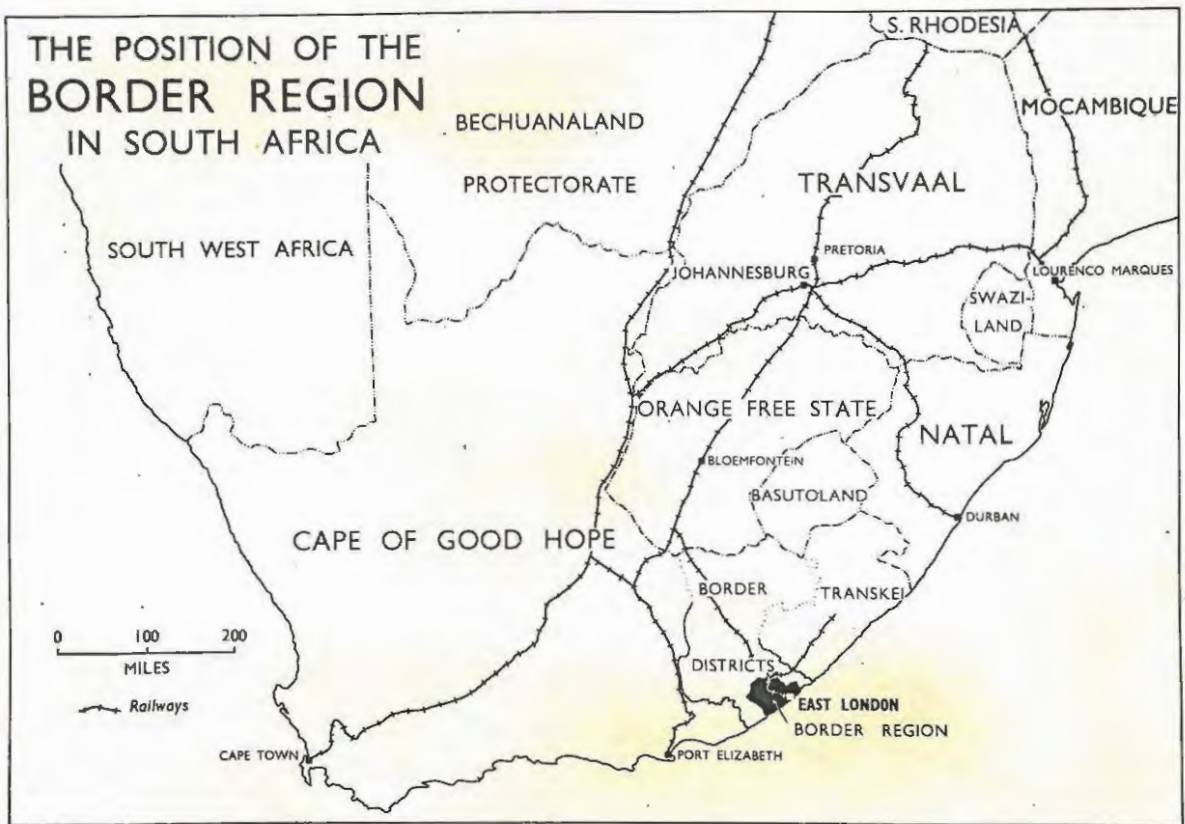 THE POSITION OF THE
BORDER REGION
IN SOUTH AFRICA
S. RHODESIA
MOCAMBIQUE
BECHUANALAND
PROTECTORATE
TRANSVAAL
SOUTH WEST AFRICA
PRETORIA
JOHANNESBURG
LOURENCO MARQUES
SWAZI-
LAND
ORANGE FREE STATE
NATAL
BLOEMFONTEIN
BASUTOLAND
DURBAN
CAPE OF GOOD HOPE
BORDER
TRANSKEI
0 100 200
MILES
DISTRICTS
Railways
EAST LONDON
BORDER REGION
CAPE TOWN
PORT ELIZABETH